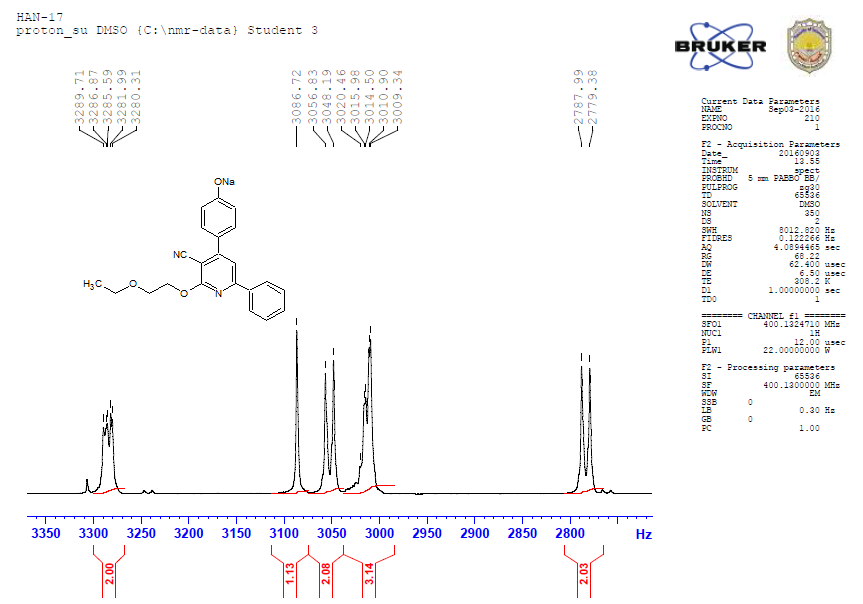 HAN-17
proton_su DMSO {C:\nmr-data} Student 3
3289.71
3286.87
3285.59
3281.99
3280.31
3086.72
3056.83
3048.19
3020.46
3015.98
3014.50
3010.90
3009.34
2787.99
2779.38
BRUKER
Current Data Parameters
NAME Sep03-2016
EXPNO 210
PROCNO 1
F2 - Acquisition Parameters
Date_ 20160903
Time 13.55
INSTRUM spect
PROBHD 5 mm PABBO BB/
PULPROG zg30
TD 65536
SOLVENT DMSO
NS 350
DS 2
SWH 8012.820 Hz
FIDRES 0.122266 Hz
AQ 4.0894465 sec
RG 68.22
DW 62.400 usec
DE 6.50 usec
TE 308.2 K
D1 1.00000000 sec
TD0 1
======== CHANNEL f1 ========
SFO1 400.1324710 MHz
NUC1 1H
P1 12.00 usec
PLW1 22.00000000 W
F2 - Processing parameters
SI 65536
SF 400.1300000 MHz
WDW EM
SSB 0
LB 0.30 Hz
GB 0
PC 1.00
ONa
NC
H3C
O
O
N
3350 3300 3250 3200 3150 3100 3050 3000 2950 2900 2850 2800 Hz
2.00
1.13
2.08
3.14
2.03